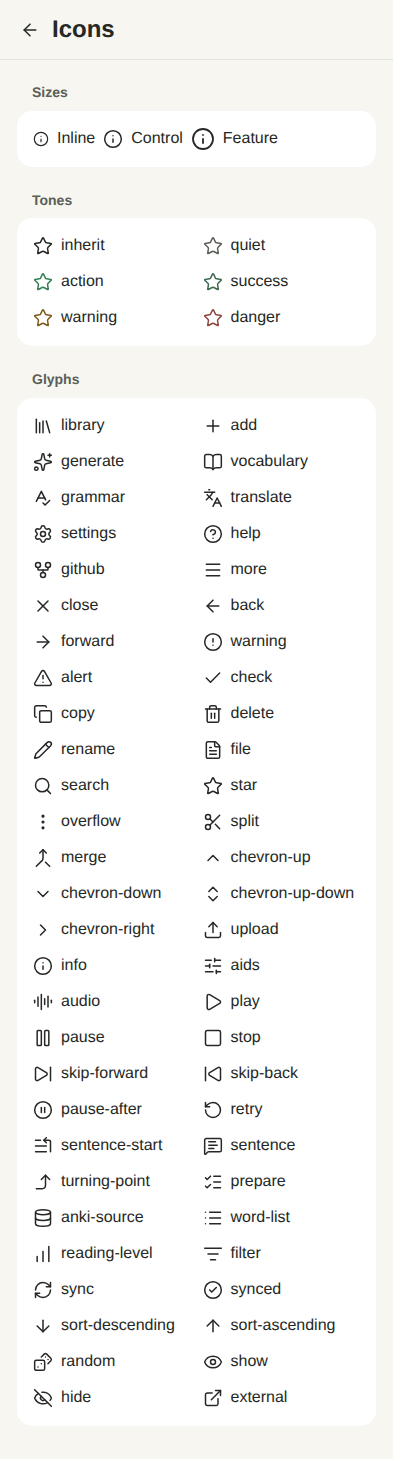 Icons
Sizes
Inline Control Feature
Tones
inherit quiet
action success
warning danger
Glyphs
library add
generate vocabulary
grammar translate
settings help
github more
close back
forward warning
alert check
copy delete
rename file
search star
overflow split
merge chevron-up
chevron-down chevron-up-down
chevron-right upload
info aids
audio play
pause stop
skip-forward skip-back
pause-after retry
sentence-start sentence
turning-point prepare
anki-source word-list
reading-level filter
sync synced
sort-descending sort-ascending
random show
hide external